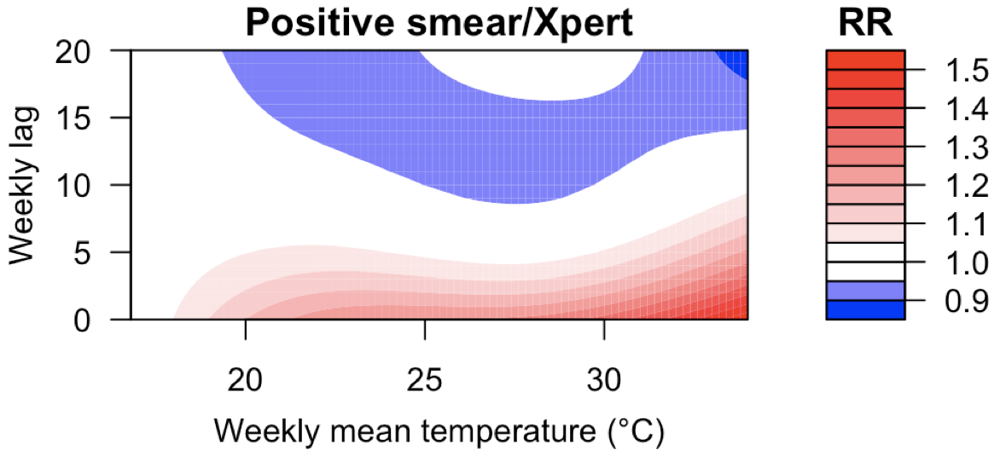 Positive smear/Xpert
RR
Weekly lag
20
15
10
5
0
20 25 30
Weekly mean temperature (°C)
1.5
1.4
1.3
1.2
1.1
1.0
0.9